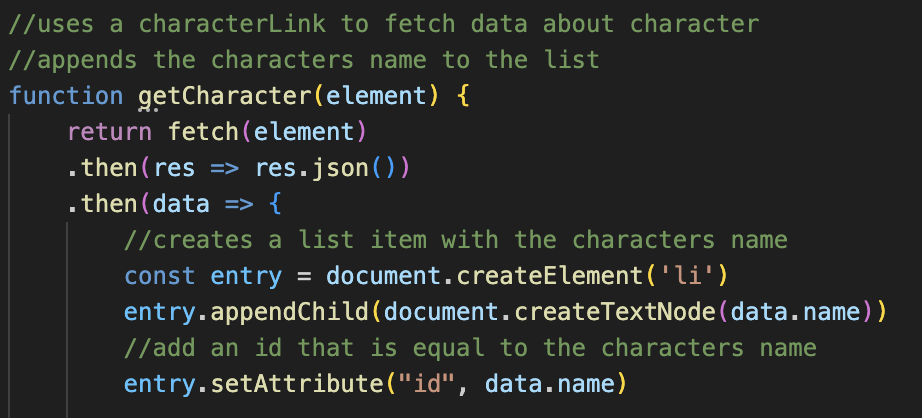 //uses a characterLink to fetch data about character
//appends the characters name to the list
function getCharacter(element) {
    return fetch(element)
    .then(res => res.json())
    .then(data => {
        //creates a list item with the characters name
        const entry = document.createElement('li')
        entry.appendChild(document.createTextNode(data.name))
        //add an id that is equal to the characters name
        entry.setAttribute("id", data.name)